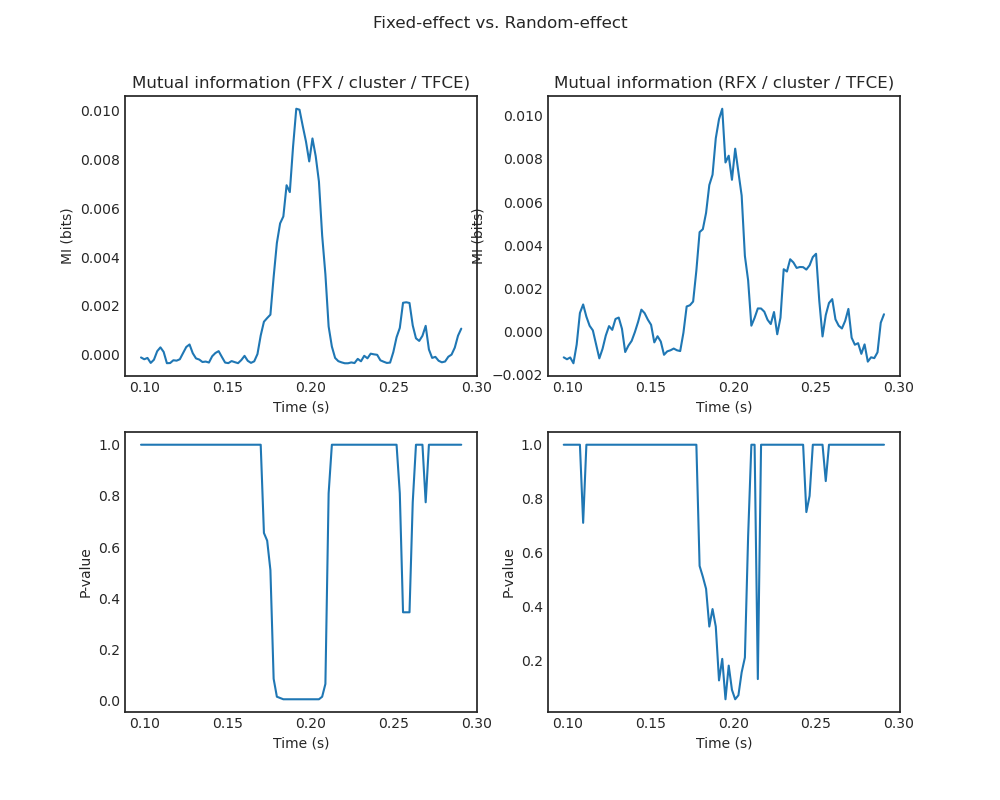 Fixed-effect vs. Random-effect
Mutual information (FFX / cluster / TFCE)
MI (bits)
0.010
0.008
0.006
0.004
0.002
0.000
0.10 0.15 0.20 0.25 0.30
Time (s)
Mutual information (RFX / cluster / TFCE)
MI (bits)
0.010
0.008
0.006
0.004
0.002
0.000
−0.002
0.10 0.15 0.20 0.25 0.30
Time (s)
P-value
1.0
0.8
0.6
0.4
0.2
0.0
0.10 0.15 0.20 0.25 0.30
Time (s)
P-value
1.0
0.8
0.6
0.4
0.2
0.10 0.15 0.20 0.25 0.30
Time (s)